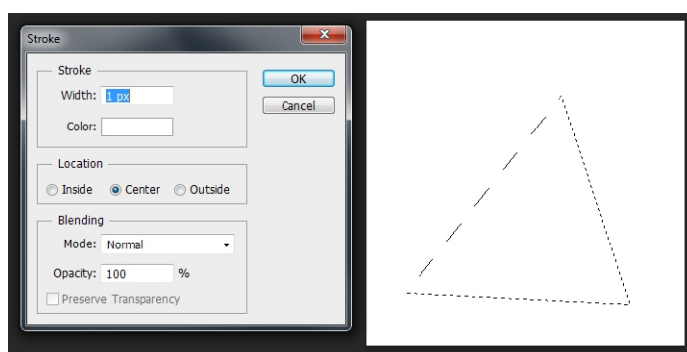 Stroke
Stroke
Width: 1 px
Color:
OK
Cancel
Location
Inside Center Outside
Blending
Mode: Normal
Opacity: 100 %
Preserve Transparency